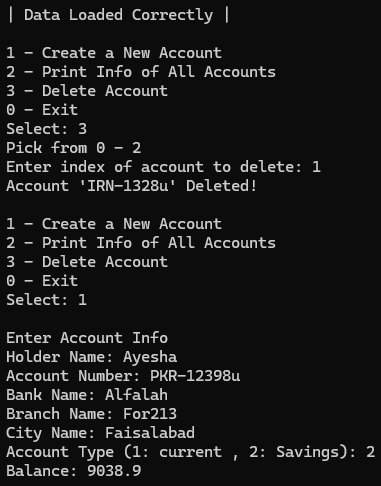 | Data Loaded Correctly |
1 - Create a New Account
2 - Print Info of All Accounts
3 - Delete Account
0 - Exit
Select: 3
Pick from 0 - 2
Enter index of account to delete: 1
Account 'IRN-1328u' Deleted!
1 - Create a New Account
2 - Print Info of All Accounts
3 - Delete Account
0 - Exit
Select: 1
Enter Account Info
Holder Name: Ayesha
Account Number: PKR-12398u
Bank Name: Alfalah
Branch Name: For213
City Name: Faisalabad
Account Type (1: current , 2: Savings): 2
Balance: 9038.9